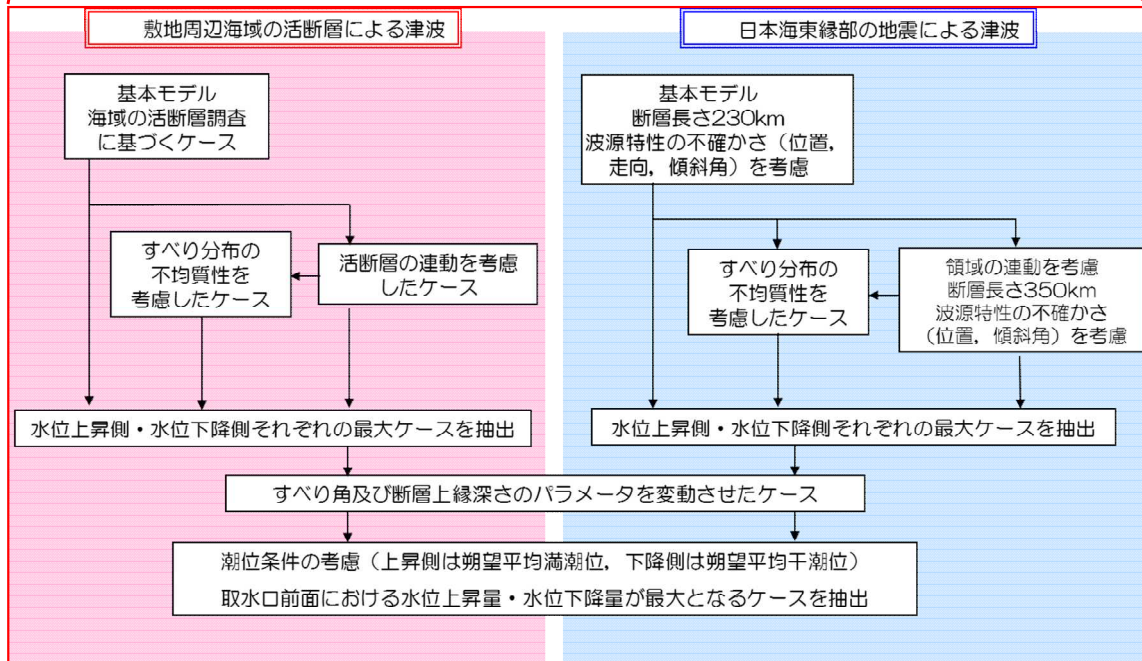 敷地周辺海域の活断層による津波
基本モデル
海域の活断層調査
に基づくケース
すべり分布の
不均質性を
考慮したケース
活断層の連動を考慮
したケース
水位上昇側・水位下降側それぞれの最大ケースを抽出
日本海東縁部の地震による津波
基本モデル
断層長さ230km
波源特性の不確かさ（位置，
走向，傾斜角）を考慮
すべり分布の
不均質性を
考慮したケース
領域の連動を考慮
断層長さ350km
波源特性の不確かさ
（位置，傾斜角）を考慮
水位上昇側・水位下降側それぞれの最大ケースを抽出
すべり角及び断層上縁深さのパラメータを変動させたケース
潮位条件の考慮（上昇側は朔望平均満潮位，下降側は朔望平均干潮位）
取水口前面における水位上昇量・水位下降量が最大となるケースを抽出